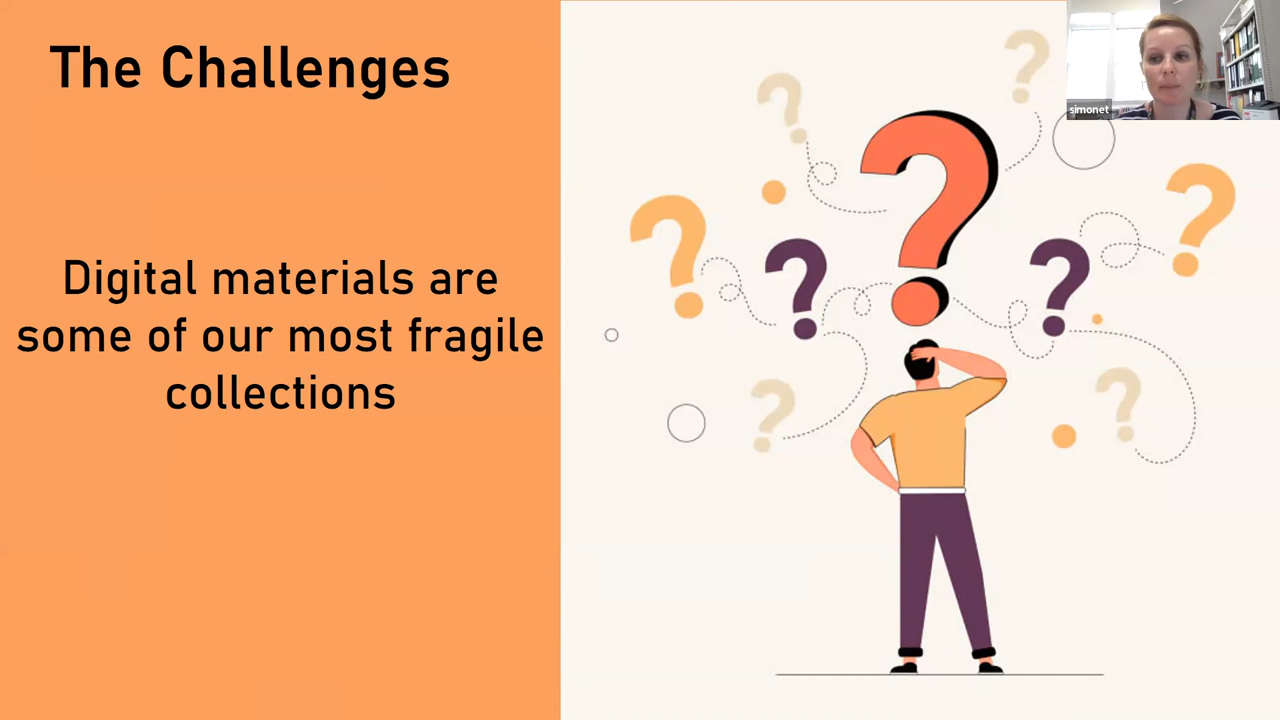 The Challenges
Digital materials are
some of our most fragile
collections
simonet